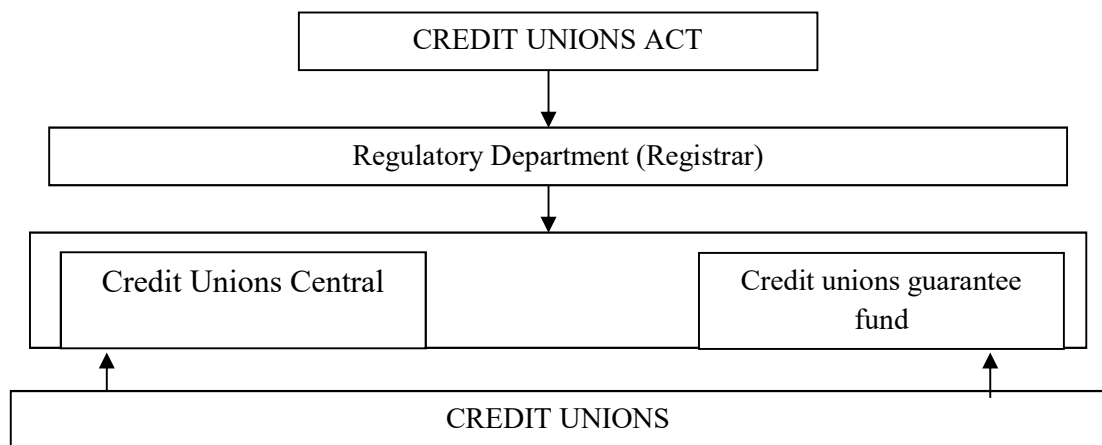 CREDIT UNIONS ACT
Regulatory Department (Registrar)
Credit Unions Central
Credit unions guarantee
fund
CREDIT UNIONS